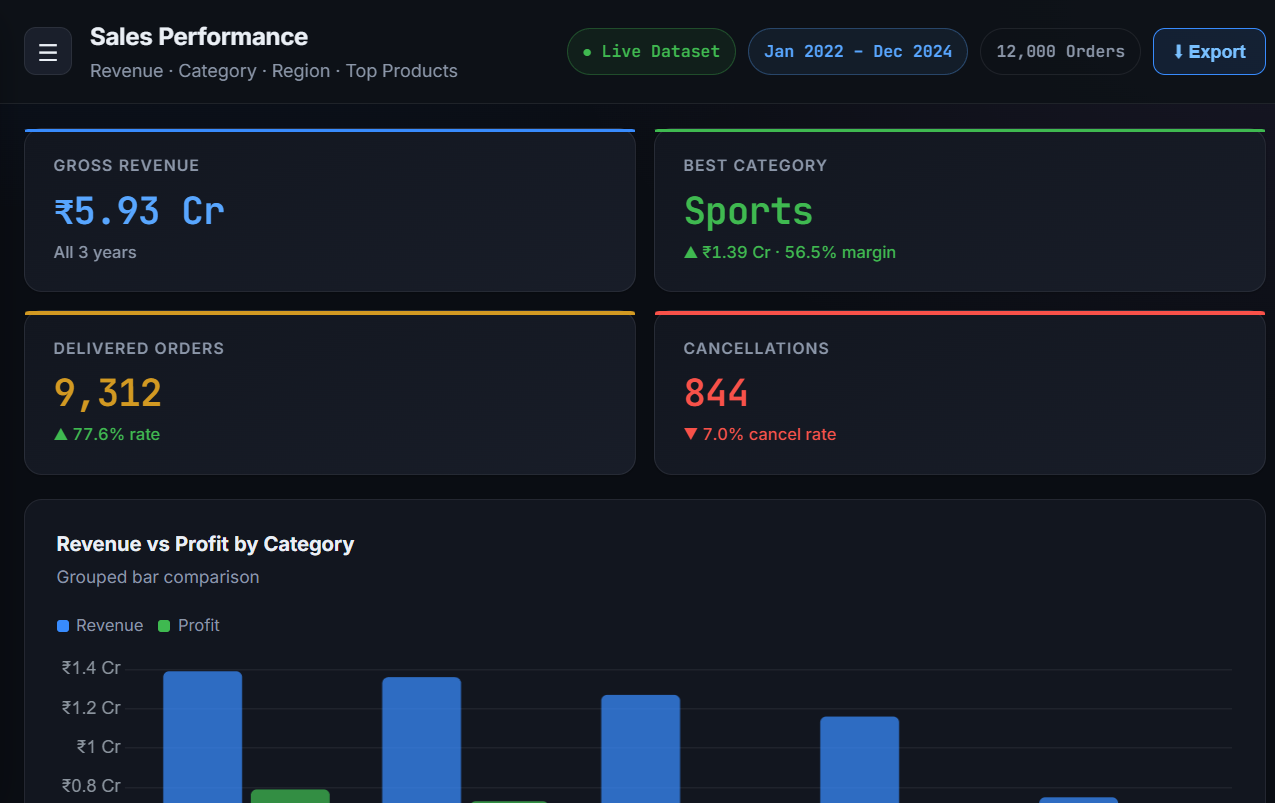 Sales Performance
Revenue · Category · Region · Top Products
● Live Dataset
Jan 2022 – Dec 2024
12,000 Orders
⬇ Export
GROSS REVENUE
₹5.93 Cr
All 3 years
BEST CATEGORY
Sports
▲ ₹1.39 Cr · 56.5% margin
DELIVERED ORDERS
9,312
▲ 77.6% rate
CANCELLATIONS
844
▼ 7.0% cancel rate
Revenue vs Profit by Category
Grouped bar comparison
Revenue
Profit
₹1.4 Cr
₹1.2 Cr
₹1 Cr
₹0.8 Cr